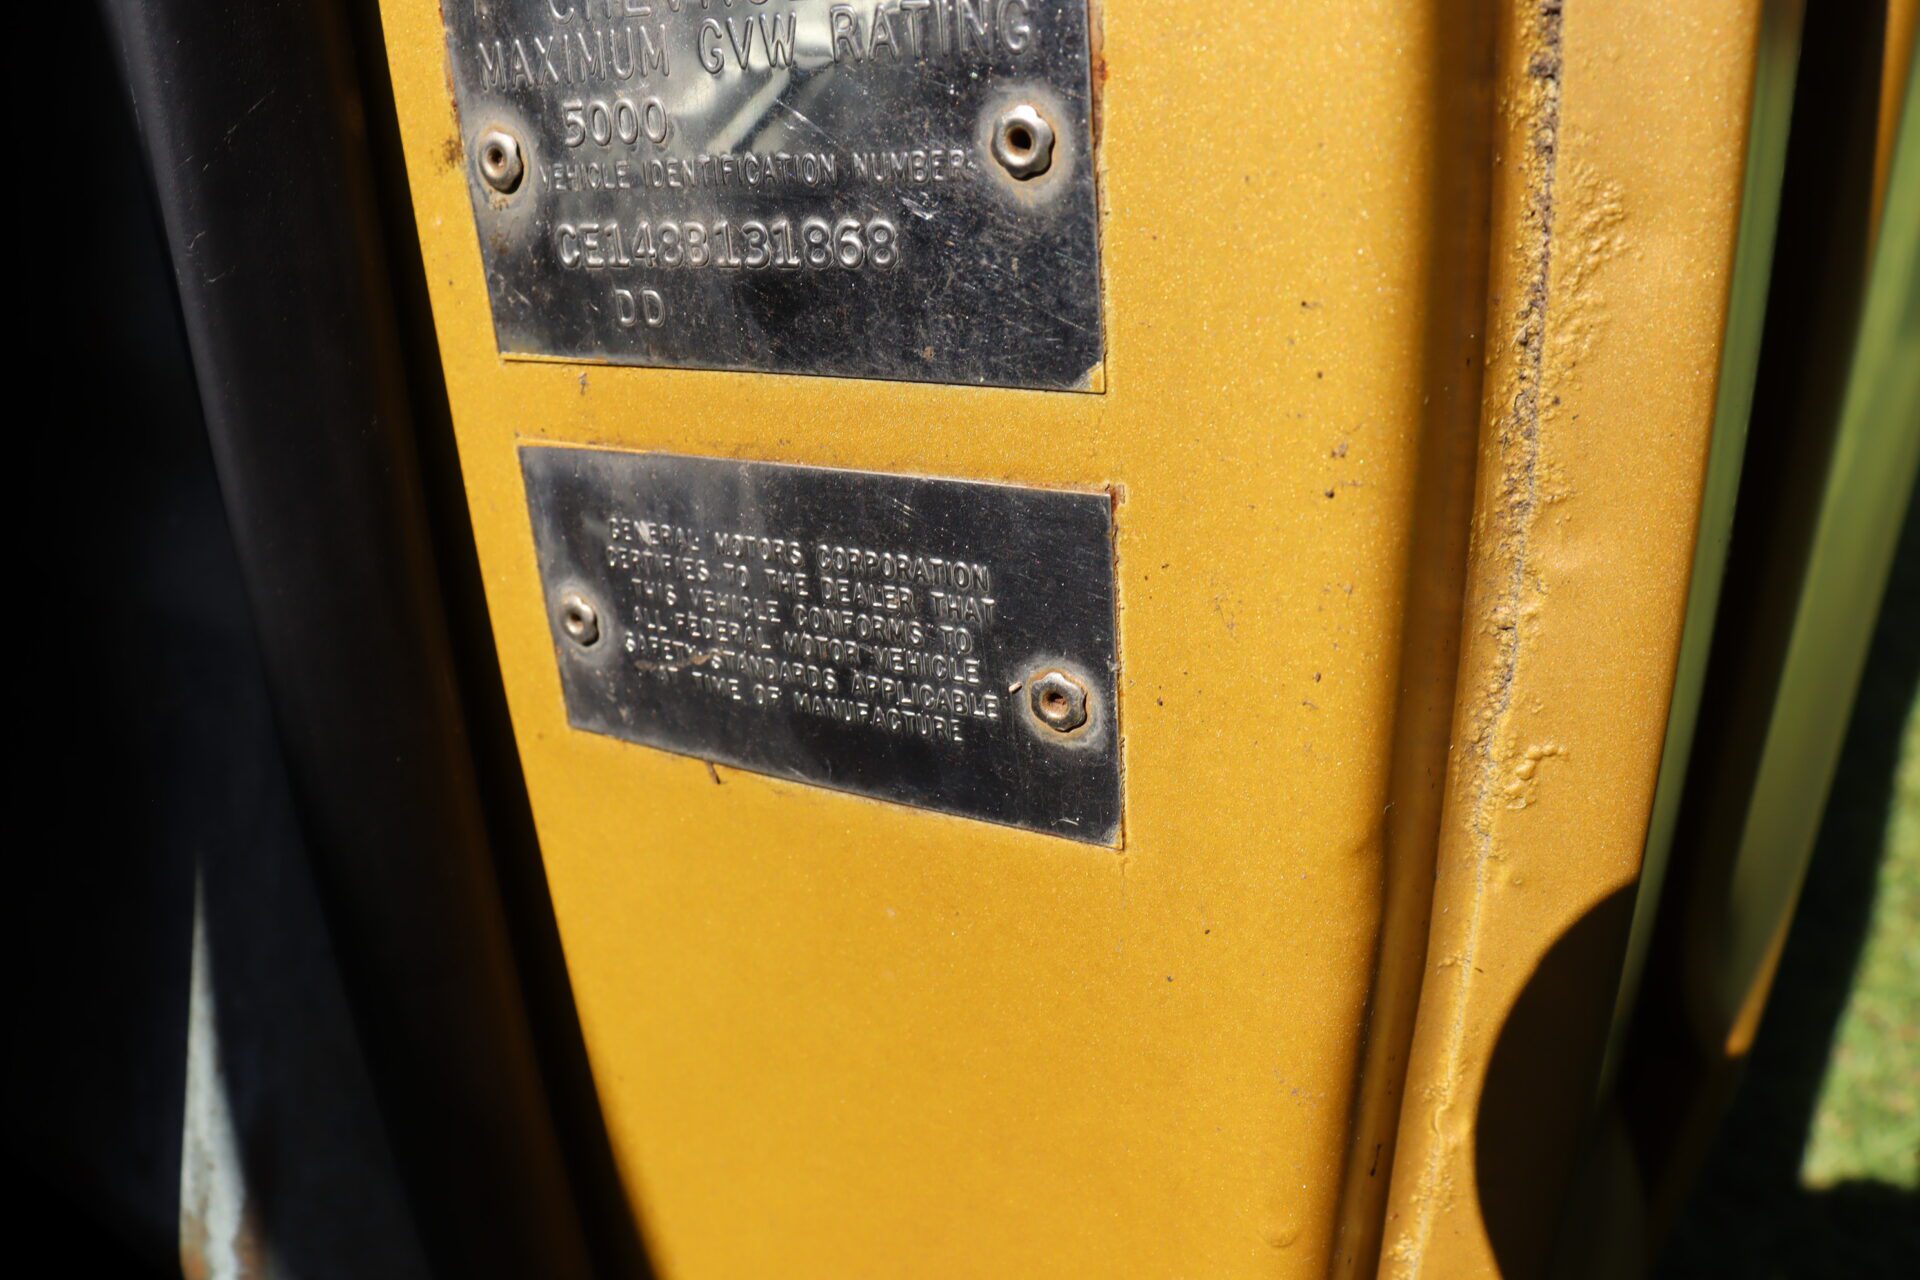 MAXIMUM GVW RATING
5000
VEHICLE IDENTIFICATION NUMBER
CE148B131868
DD
GENERAL MOTORS CORPORATION
CERTIFIES TO THE DEALER THAT
THIS VEHICLE CONFORMS TO
ALL FEDERAL MOTOR VEHICLE
SAFETY STANDARDS APPLICABLE
AT TIME OF MANUFACTURE